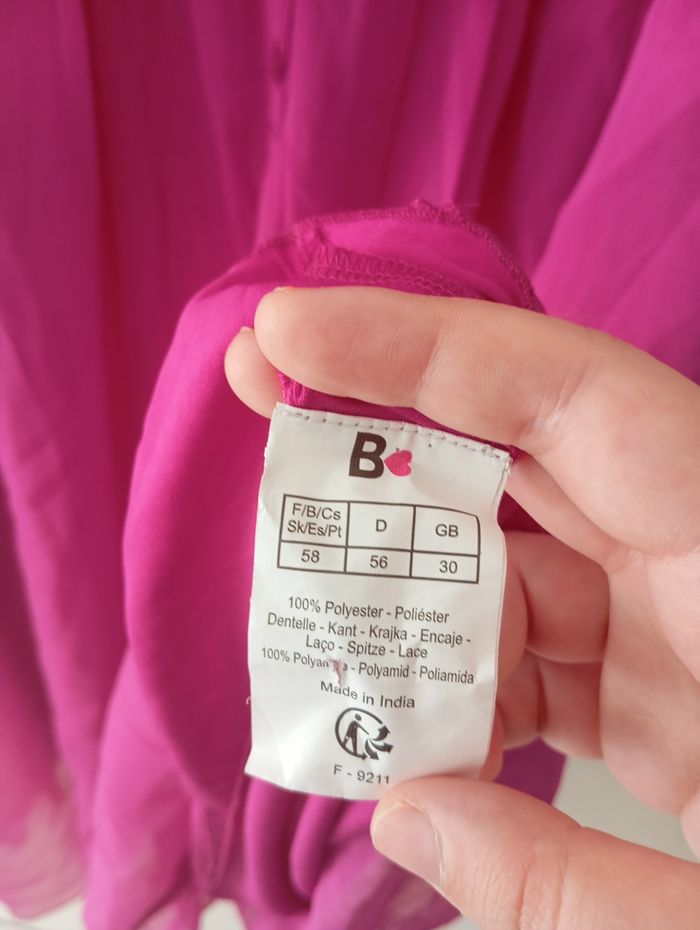 B
F/B/Cs Sk/Es/Pt D GB
58 56 30
100% Polyester - Poliéster
Dentelle - Kant - Krajka - Encaje -
Laço - Spitze - Lace
100% - Polyamid - Poliamida
Made in India
F - 9211